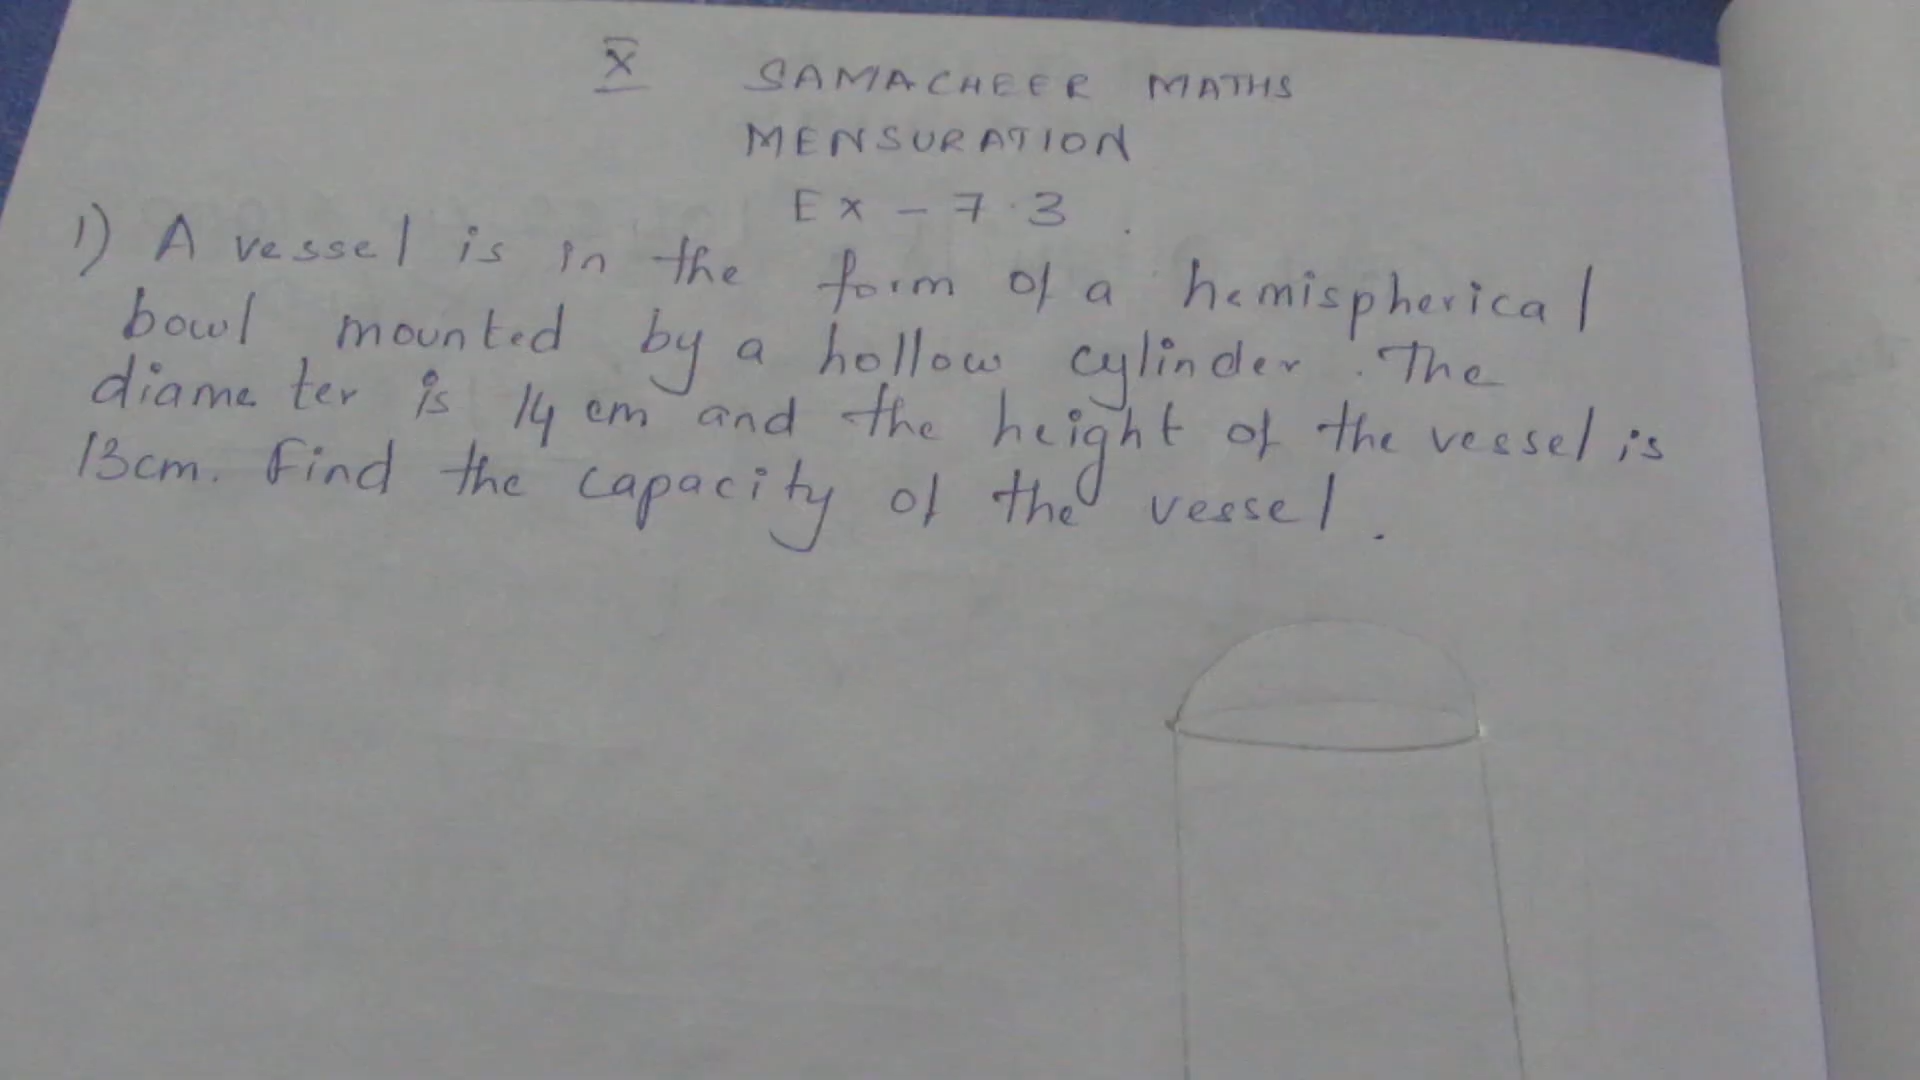 X SAMACHEER MATHS
MENSURATION
Ex - 7.3
1) A vessel is in the form of a hemispherical
bowl mounted by a hollow cylinder. The
diameter is 14 cm and the height of the vessel is
13cm. Find the capacity of the vessel.